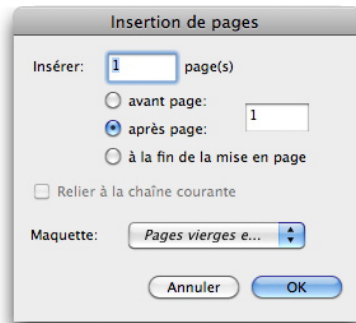 Insertion de pages
Insérer: 1 page(s)
avant page:
après page: 1
à la fin de la mise en page
Relier à la chaîne courante
Maquette: Pages vierges e...
Annuler OK